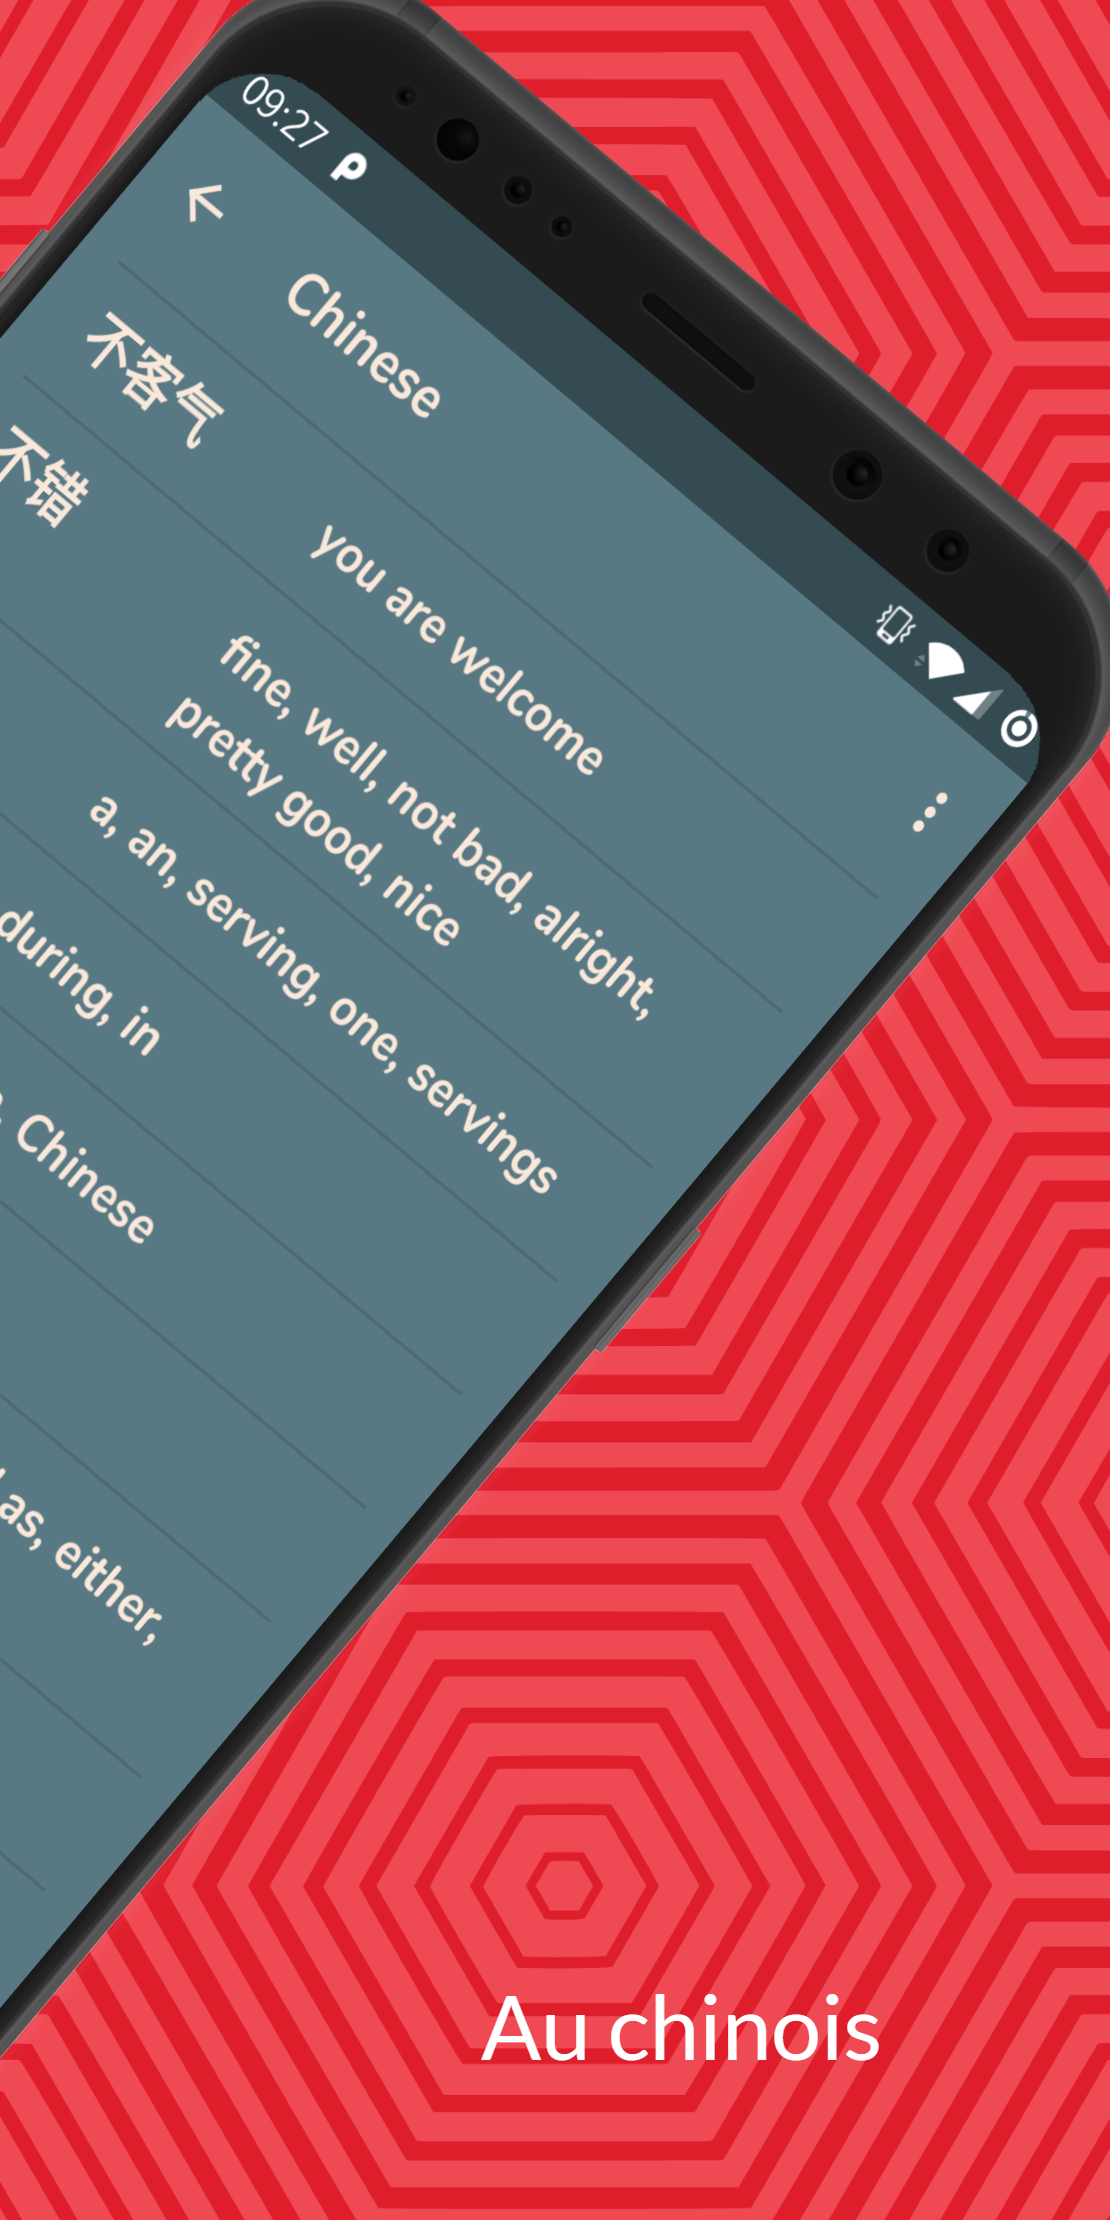 09:27
Chinese
不客气
you are welcome
不错
fine, well, not bad, alright,
pretty good, nice
a, an, serving, one, servings
during, in
, Chinese
as, either,
Au chinois